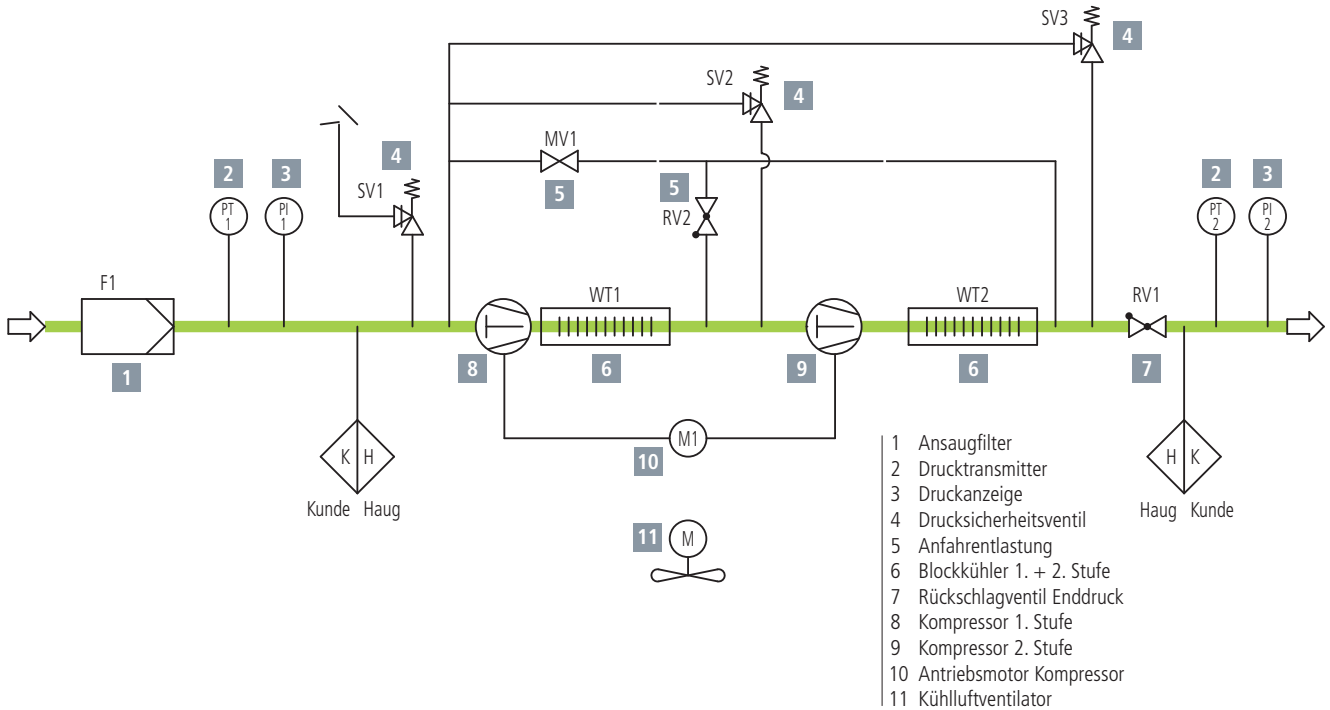 SV3
4
SV2
4
MV1
5
4
SV1
2
3
PT
1
PI
1
5
RV2
2
3
PT
2
PI
2
F1
1
WT1
8
6
9
WT2
6
RV1
7
K H
Kunde Haug
M1
10
11
M
H K
Haug Kunde
1 Ansaugfilter
2 Drucktransmitter
3 Druckanzeige
4 Drucksicherheitsventil
5 Anfahrentlastung
6 Blockkühler 1. + 2. Stufe
7 Rückschlagventil Enddruck
8 Kompressor 1. Stufe
9 Kompressor 2. Stufe
10 Antriebsmotor Kompressor
11 Kühlluftventilator